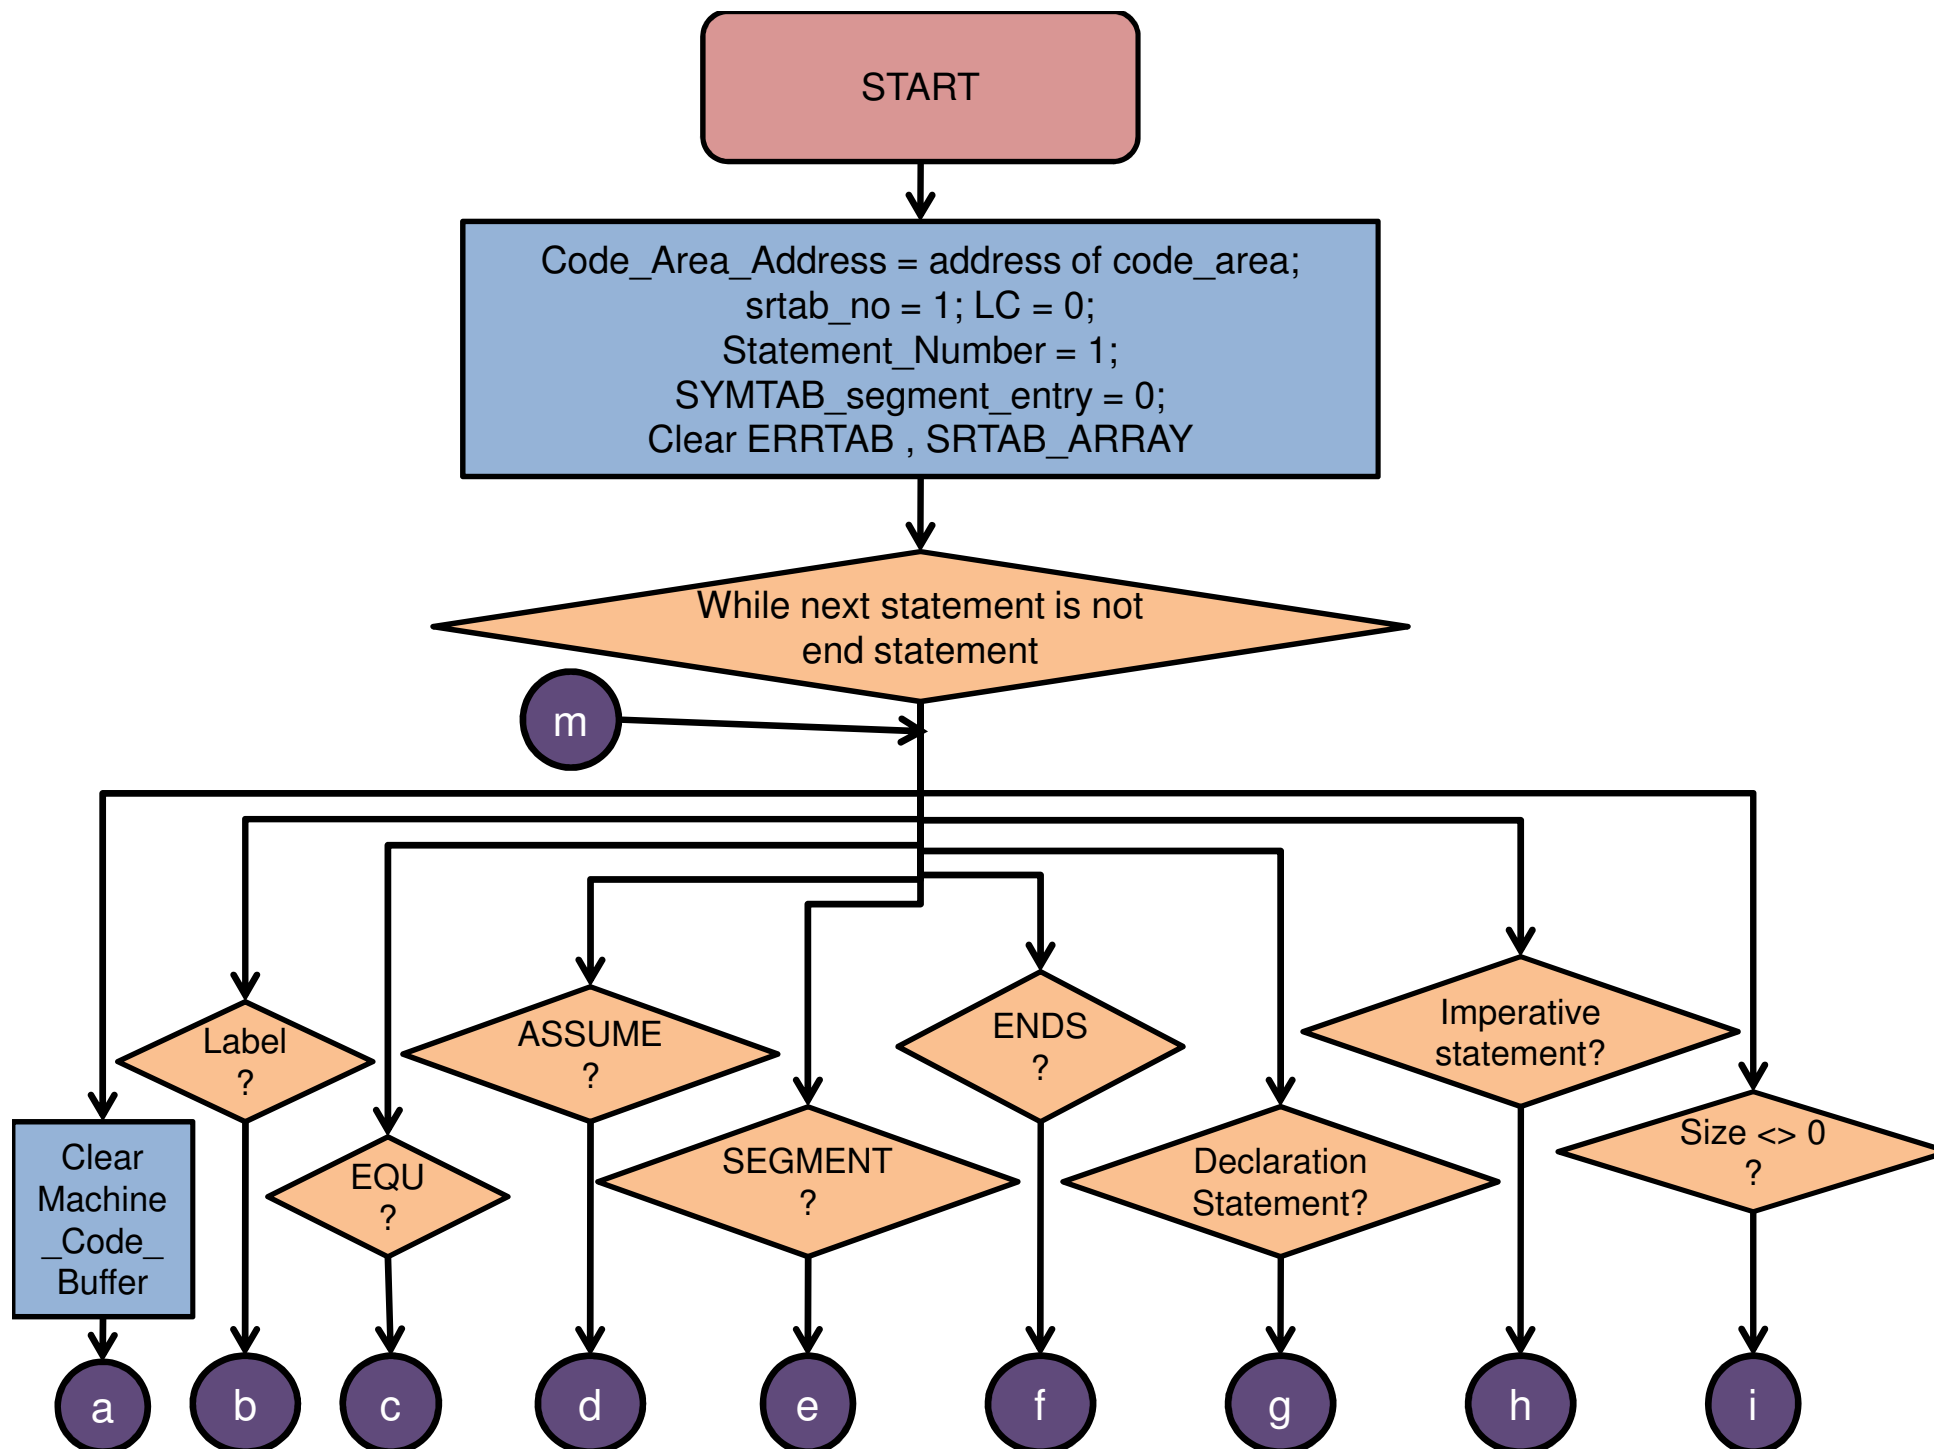 START
Code_Area_Address = address of code_area;
srtab_no = 1; LC = 0;
Statement_Number = 1;
SYMTAB_segment_entry = 0;
Clear ERRTAB , SRTAB_ARRAY
While next statement is not
end statement
m
Label
?
ASSUME
?
ENDS
?
Imperative
statement?
Clear
Machine
_Code_
Buffer
EQU
?
SEGMENT
?
Declaration
Statement?
Size <> 0
?
a
b
c
d
e
f
g
h
i